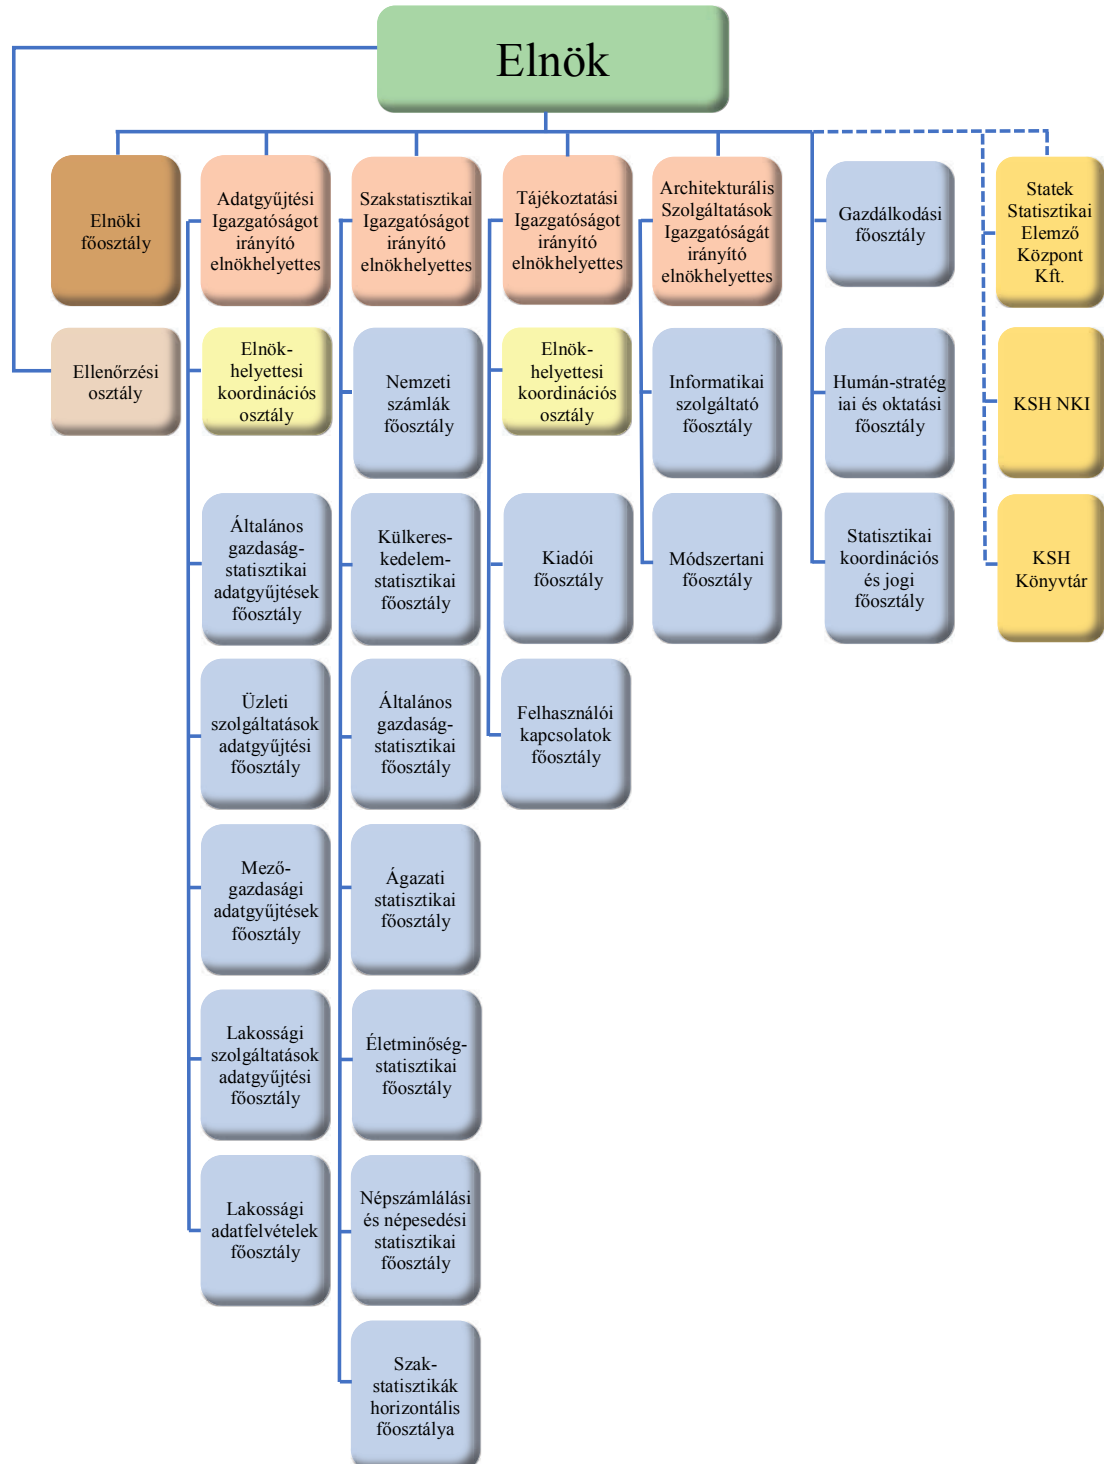 Elnök
Elnöki
főosztály
Adatgyűjtési
Igazgatóságot
irányító
elnökhelyettes
Szakstatisztikai
Igazgatóságot
irányító
elnökhelyettes
Tájékoztatási
Igazgatóságot
irányító
elnökhelyettes
Architekturális
Szolgáltatások
Igazgatóságát
irányító
elnökhelyettes
Gazdálkodási
főosztály
Statek
Statisztikai
Elemző
Központ
Kft.
Ellenőrzési
osztály
Elnök-
helyettesi
koordinációs
osztály
Nemzeti
számlák
főosztály
Elnök-
helyettesi
koordinációs
osztály
Informatikai
szolgáltató
főosztály
Humán-stratég
iai és oktatási
főosztály
KSH NKI
Általános
gazdaság-
statisztikai
adatgyűjtések
főosztály
Külkeres-
kedelem-
statisztikai
főosztály
Kiadói
főosztály
Módszertani
főosztály
Statisztikai
koordinációs
és jogi
főosztály
KSH
Könyvtár
Üzleti
szolgáltatások
adatgyűjtési
főosztály
Általános
gazdaság-
statisztikai
főosztály
Felhasználói
kapcsolatok
főosztály
Mező-
gazdasági
adatgyűjtések
főosztály
Ágazati
statisztikai
főosztály
Lakossági
szolgáltatások
adatgyűjtési
főosztály
Életminőség-
statisztikai
főosztály
Lakossági
adatfelvételek
főosztály
Népszámlálási
és népesedési
statisztikai
főosztály
Szak-
statisztikák
horizontális
főosztálya